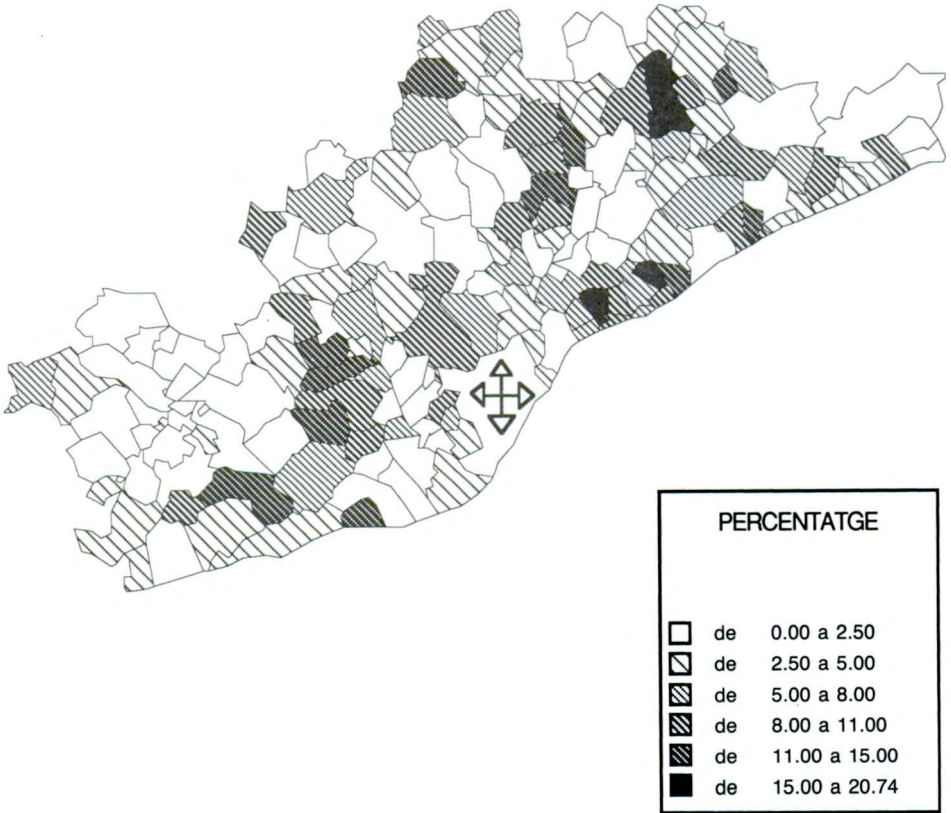 PERCENTATGE
de 0.00 a 2.50
de 2.50 a 5.00
de 5.00 a 8.00
de 8.00 a 11.00
de 11.00 a 15.00
de 15.00 a 20.74